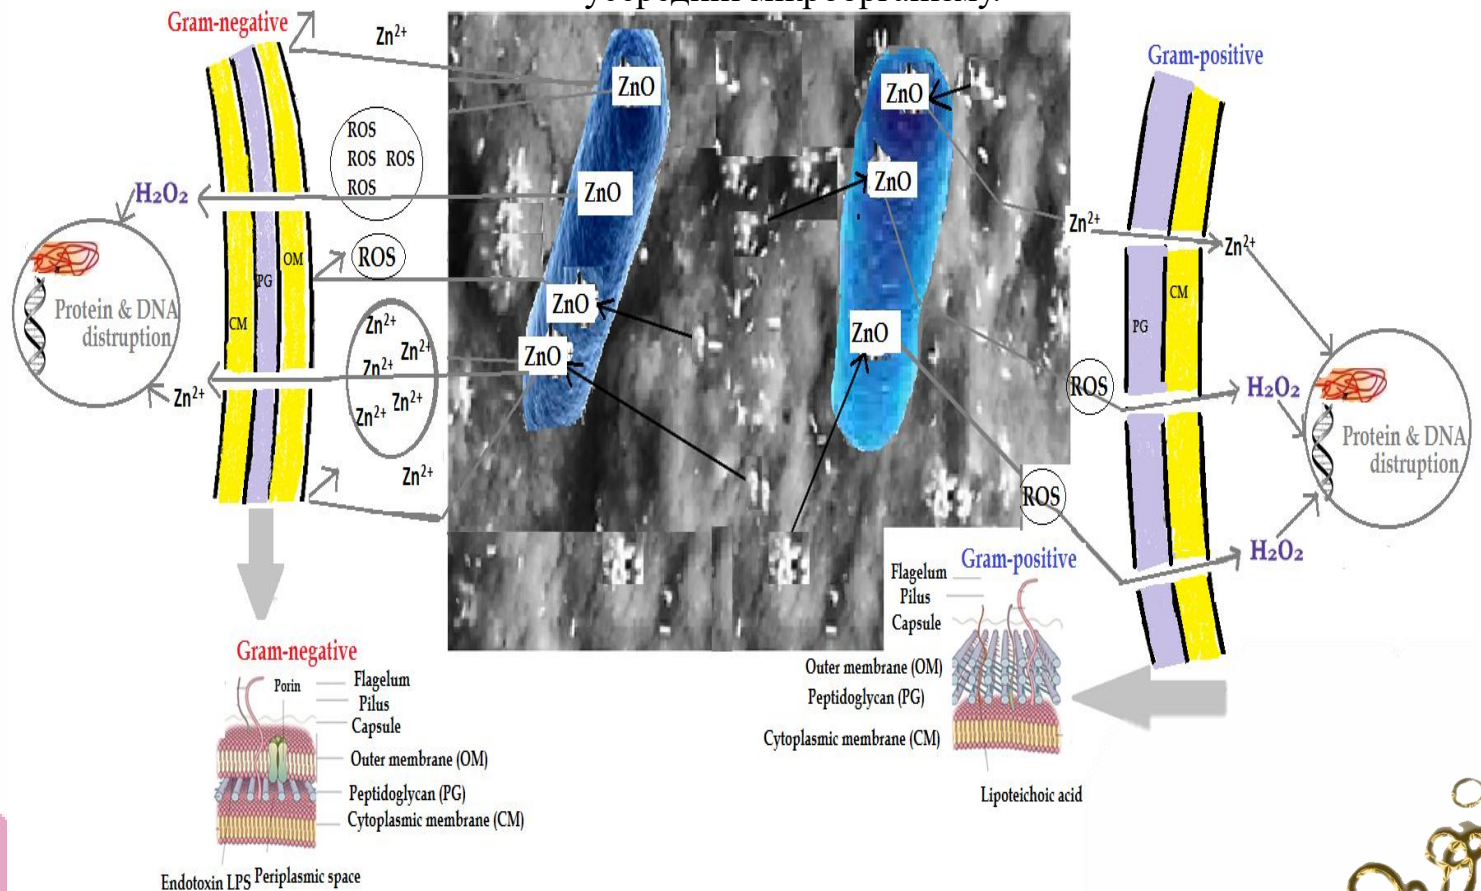 усередині мікроорганізму.
Gram-negative
Zn²⁺
ROS
ROS ROS
ROS
H₂O₂
ROS
OM
PG
CM
Protein & DNA
distruption
Zn²⁺
Zn²⁺
Zn²⁺
Zn²⁺
Zn²⁺
Zn²⁺
Zn²⁺
ZnO
ZnO
ZnO
ZnO
ZnO
ZnO
ZnO
Gram-positive
Zn²⁺
Zn²⁺
CM
PG
ROS
H₂O₂
Protein & DNA
distruption
ROS
H₂O₂
Gram-negative
Porin
Flagelum
Pilus
Capsule
Outer membrane (OM)
Peptidoglycan (PG)
Cytoplasmic membrane (CM)
Endotoxin LPS Periplasmic space
Gram-positive
Flagelum
Pilus
Capsule
Outer membrane (OM)
Peptidoglycan (PG)
Cytoplasmic membrane (CM)
Lipoteichoic acid